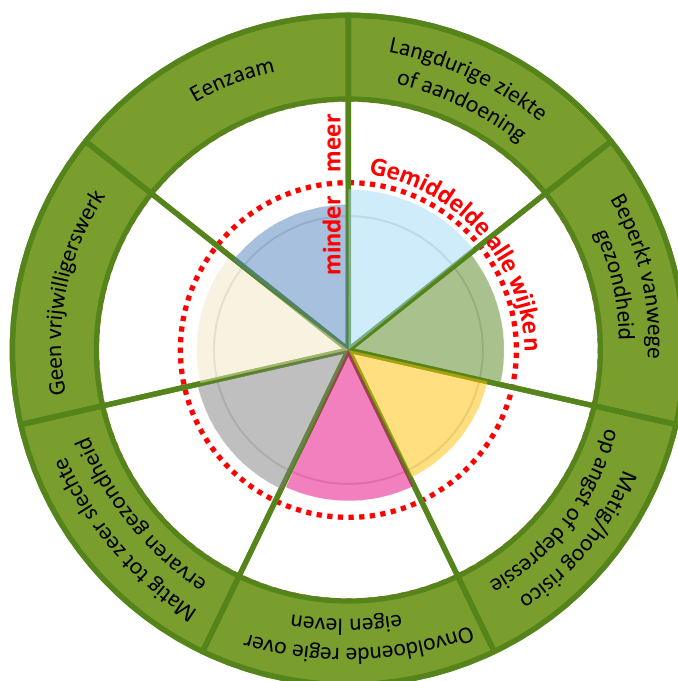 Langdurige ziekte
of aandoening
Beperkt vanwege
gezondheid
Matig/hoog risico
op angst of depressie
Onvoldoende regie over
eigen leven
Matig tot zeer slechte
ervaren gezondheid
Geen vrijwilligerswerk
Eenzaam
meer
minder
Gemiddelde alle wijken